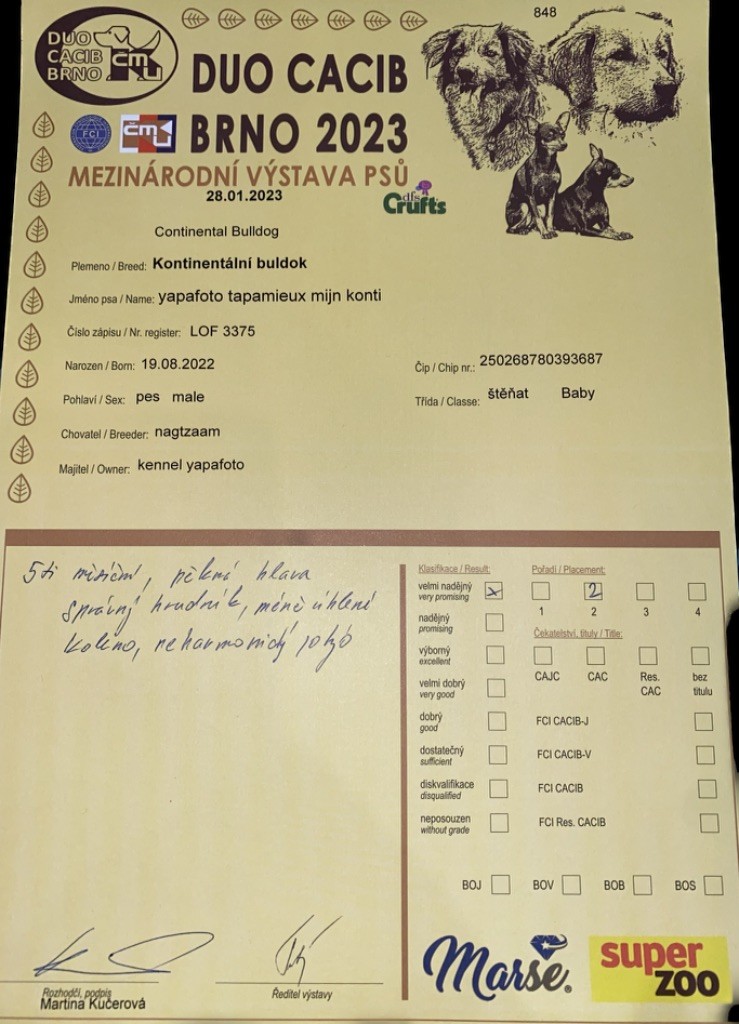 848
DUO
CACIB
BRNO
ČMKU
DUO CACIB
FCI ČMKU BRNO 2023
MEZINÁRODNÍ VÝSTAVA PSŮ
28.01.2023
dfs Crufts
Continental Bulldog
Plemeno / Breed: Kontinentální buldok
Jméno psa / Name: yapafoto tapamieux mijn konti
Číslo zápisu / Nr. register: LOF 3375
Narozen / Born: 19.08.2022
Čip / Chip nr.: 250268780393687
Pohlaví / Sex: pes male
Třída / Classe: štěňat Baby
Chovatel / Breeder: nagtzaam
Majitel / Owner: kennel yapafoto
5ti měsíční, pěkná hlava
správný hrudník, méně úhlené
koleno, neharmonický pohyb
Klasifikace / Result:
velmi nadějný
very promising
x
nadějný
promising
výborný
excellent
velmi dobrý
very good
dobrý
good
dostatečný
sufficient
diskvalifikace
disqualified
neposouzen
without grade
Pořadí / Placement:
2
1 2 3 4
Čekatelství, tituly / Title:
CAJC CAC Res. CAC bez titulu
FCI CACIB-J
FCI CACIB-V
FCI CACIB
FCI Res. CACIB
BOJ BOV BOB BOS
Rozhodčí, podpis
Martina Kučerová
Ředitel výstavy
Marse®
super zoo